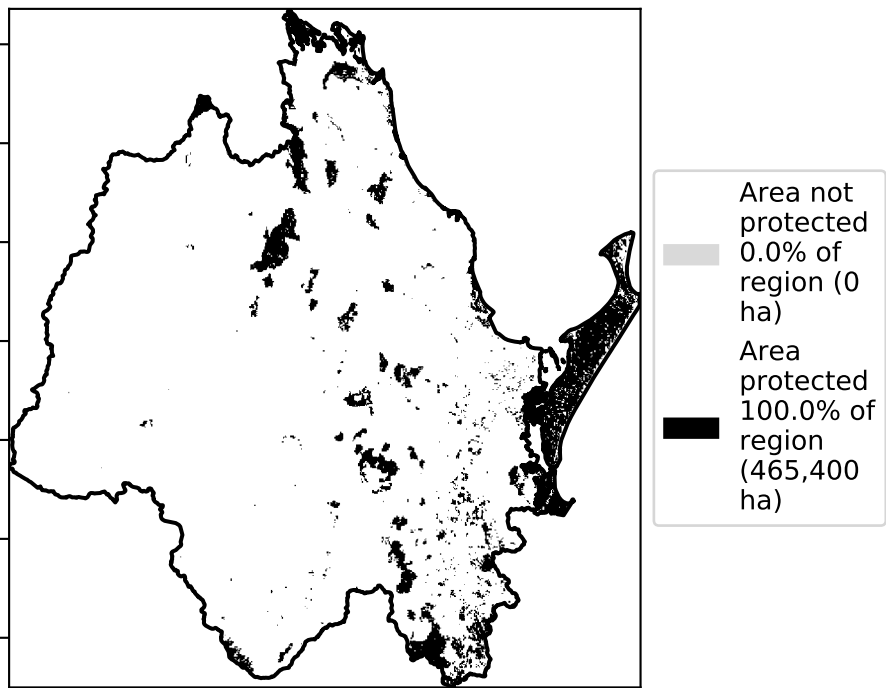 Area not
protected
0.0% of
region (0
ha)
Area
protected
100.0% of
region
(465,400
ha)